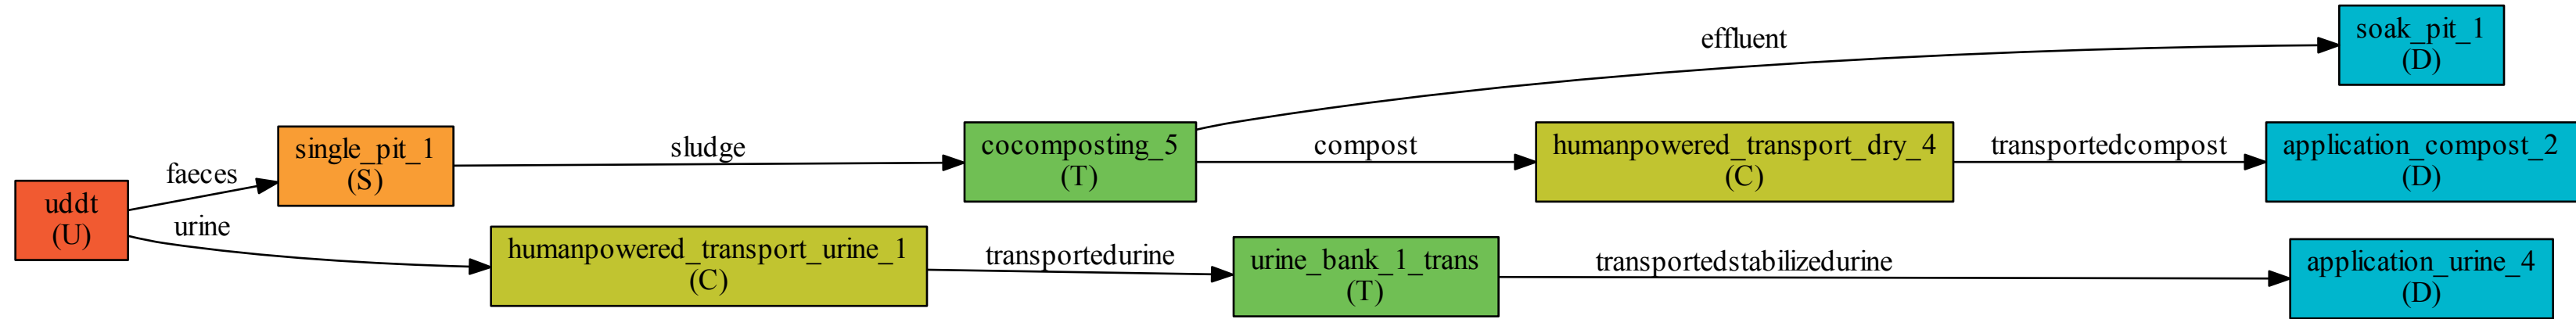 effluent
soak_pit_1
(D)
faeces
single_pit_1
(S)
sludge
cocomposting_5
(T)
compost
humanpowered_transport_dry_4
(C)
transportedcompost
application_compost_2
(D)
uddt
(U)
urine
humanpowered_transport_urine_1
(C)
transportedurine
urine_bank_1_trans
(T)
transportedstabilizedurine
application_urine_4
(D)